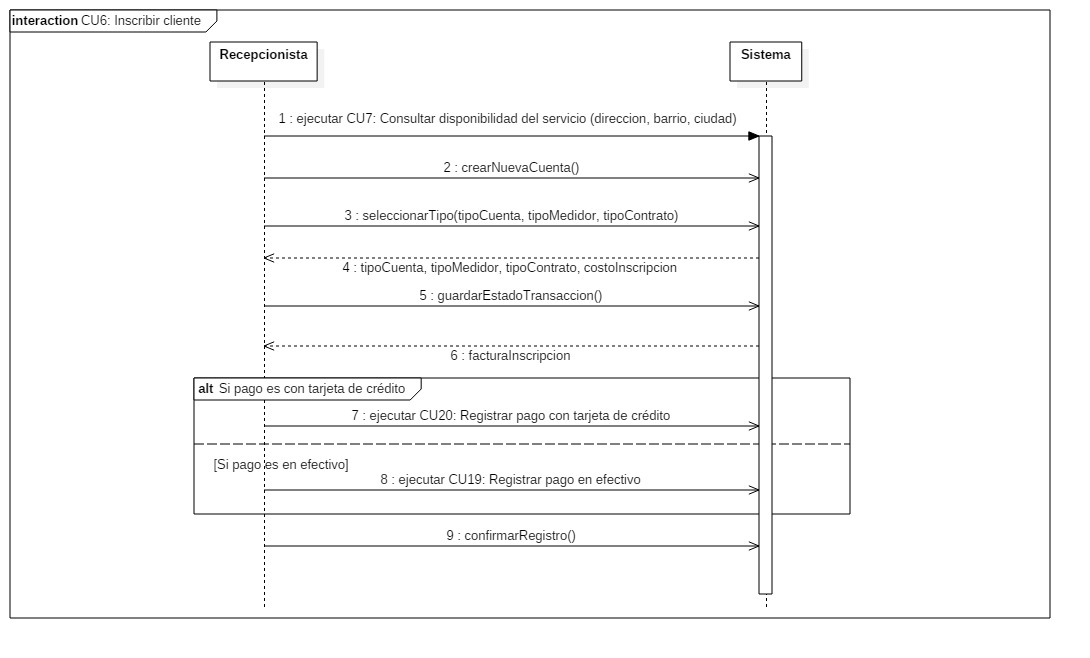 interaction CU6: Inscribir cliente
Recepcionista
Sistema
1 : ejecutar CU7: Consultar disponibilidad del servicio (direccion, barrio, ciudad)
2 : crearNuevaCuenta()
3 : seleccionarTipo(tipoCuenta, tipoMedidor, tipoContrato)
4 : tipoCuenta, tipoMedidor, tipoContrato, costoInscripcion
5 : guardarEstadoTransaccion()
6 : facturaInscripcion
alt Si pago es con tarjeta de crédito
7 : ejecutar CU20: Registrar pago con tarjeta de crédito
[Si pago es en efectivo]
8 : ejecutar CU19: Registrar pago en efectivo
9 : confirmarRegistro()